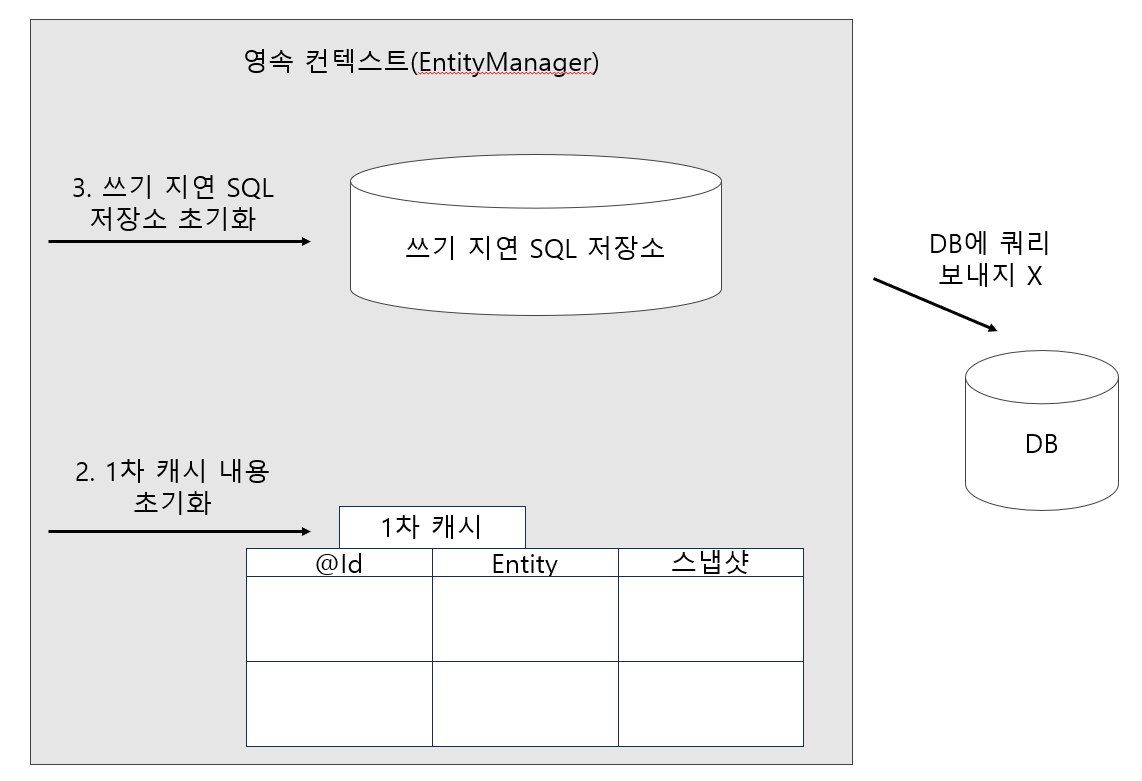 영속 컨텍스트(EntityManager)
3. 쓰기 지연 SQL
저장소 초기화
쓰기 지연 SQL 저장소
DB에 쿼리
보내지 X
DB
2. 1차 캐시 내용
초기화
1차 캐시
@Id
Entity
스냅샷